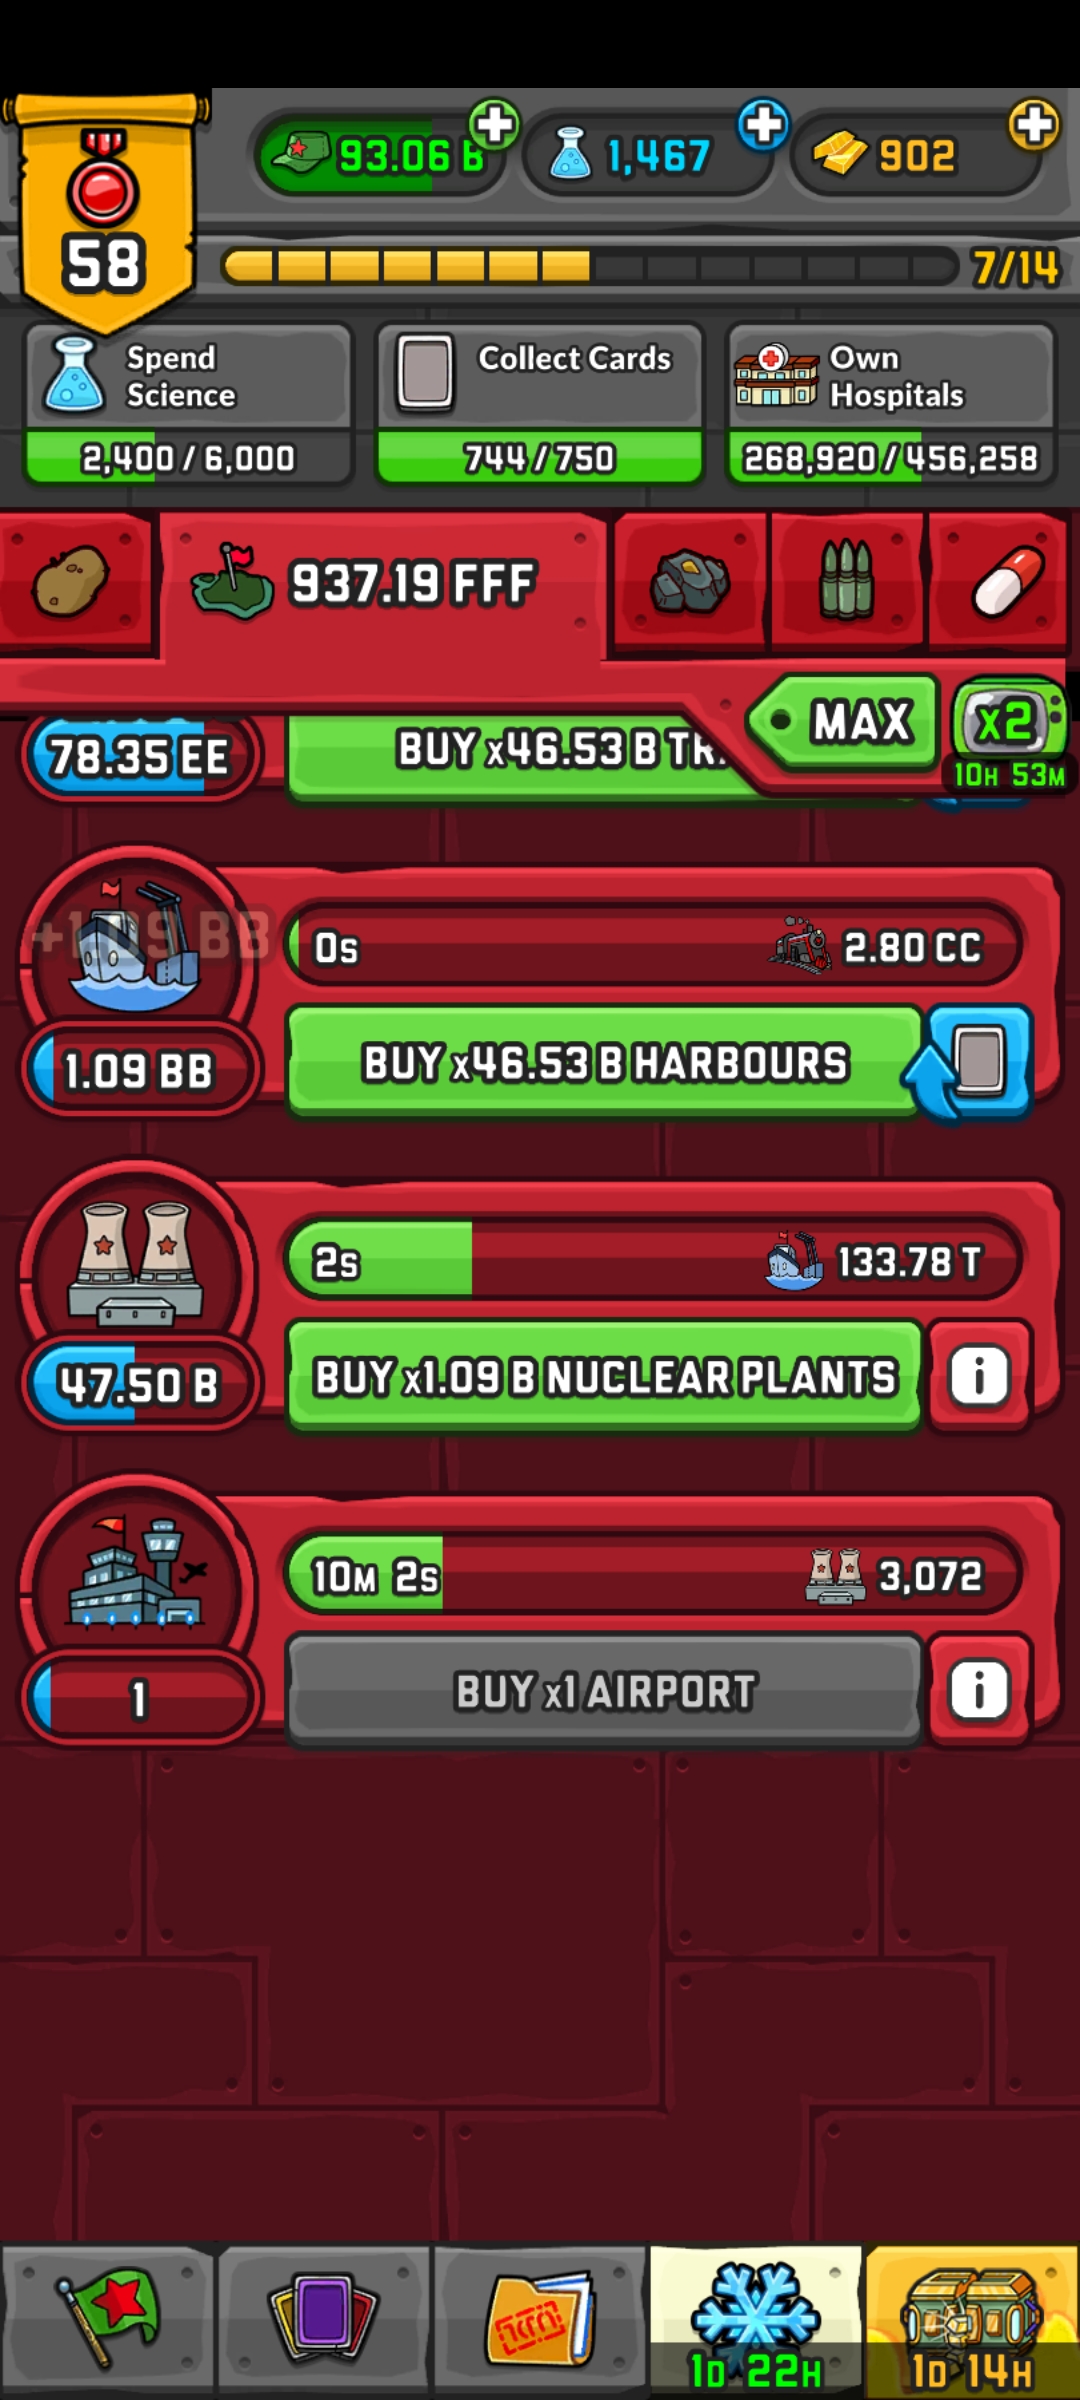 58
93.06 B
1,467
902
7/14
Spend
Science
2,400 / 6,000
Collect Cards
744 / 750
Own
Hospitals
268,920 / 456,258
937.19 FFF
MAX
x2
10H 53M
78.35 EE
BUY x46.53 B
+1.09 BB
0s
2.80 CC
1.09 BB
BUY x46.53 B HARBOURS
2s
133.78 T
47.50 B
BUY x1.09 B NUCLEAR PLANTS
i
10M 2s
3,072
1
BUY x1 AIRPORT
i
1D 22H
1D 14H